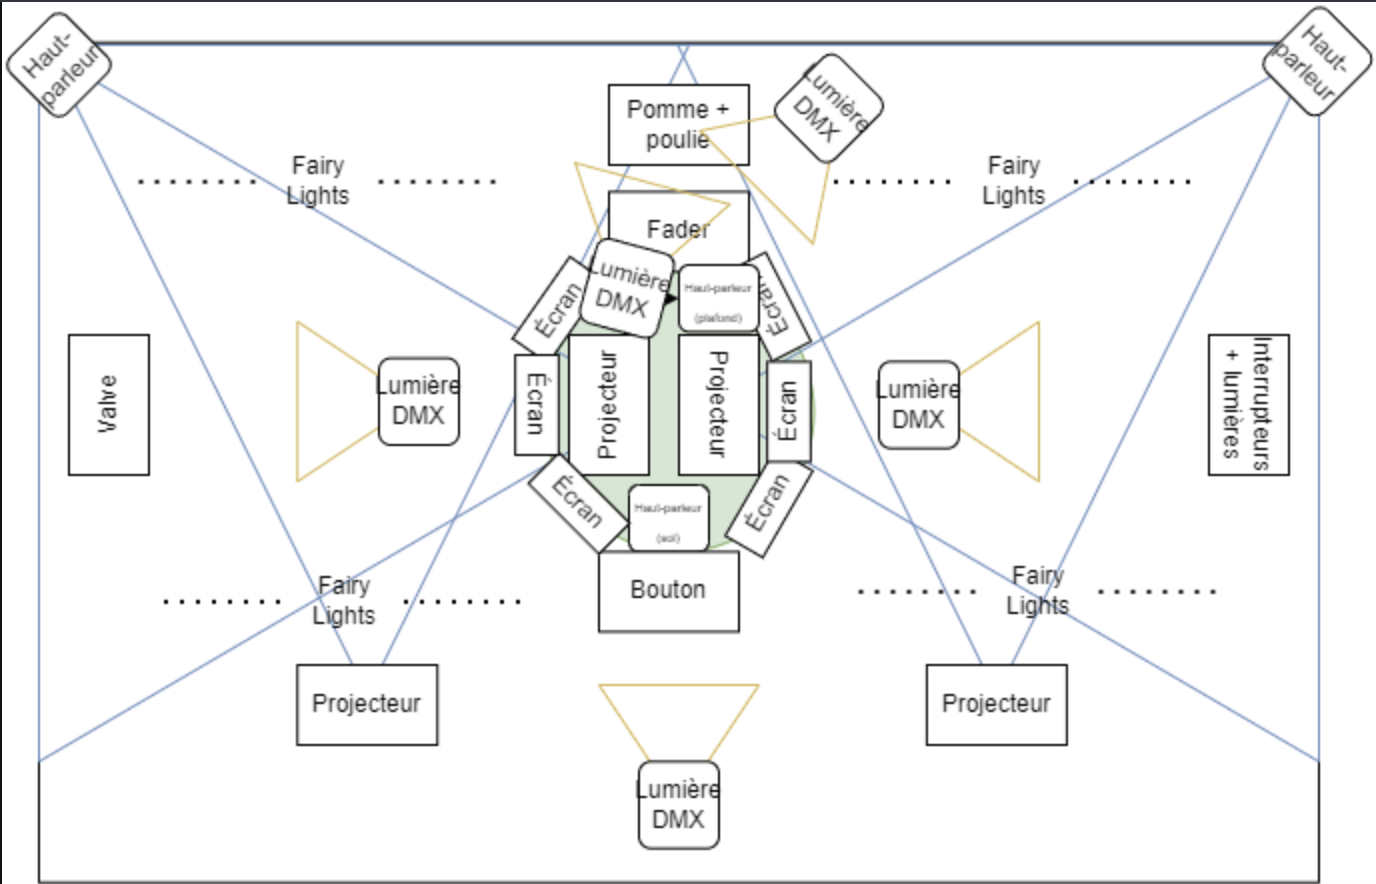 Haut-
parleur
Haut-
parleur
Pomme +
poulie
Lumière
DMX
Fairy
Lights
Fairy
Lights
Fader
Écran
Lumière
DMX
Haut-parleur
(plafond)
Écran
Valve
Lumière
DMX
Écran
Projecteur
Projecteur
Écran
Lumière
DMX
Interrupteurs
+ lumières
Écran
Haut-parleur
(sol)
Écran
Fairy
Lights
Bouton
Fairy
Lights
Projecteur
Projecteur
Lumière
DMX